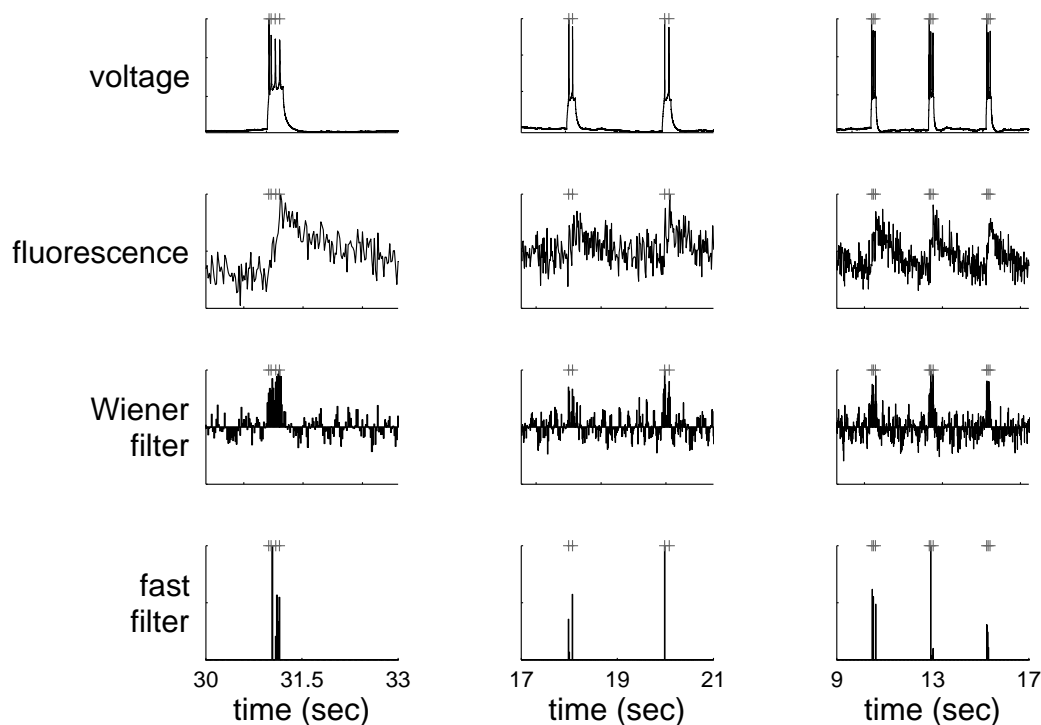 voltage
fluorescence
Wiener
filter
fast
filter
30 31.5 33
17 19 21
9 13 17
time (sec)
time (sec)
time (sec)